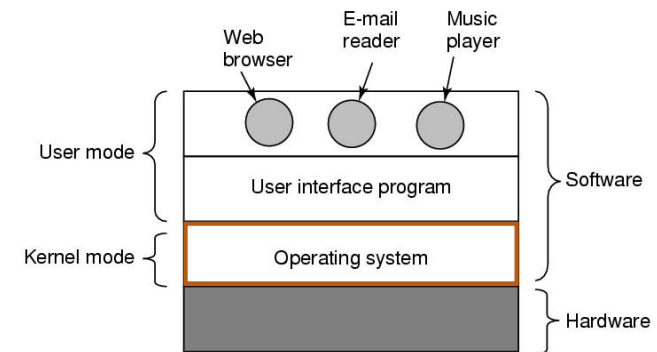 Web
browser
E-mail
reader
Music
player
User mode
User interface program
Software
Kernel mode
Operating system
Hardware